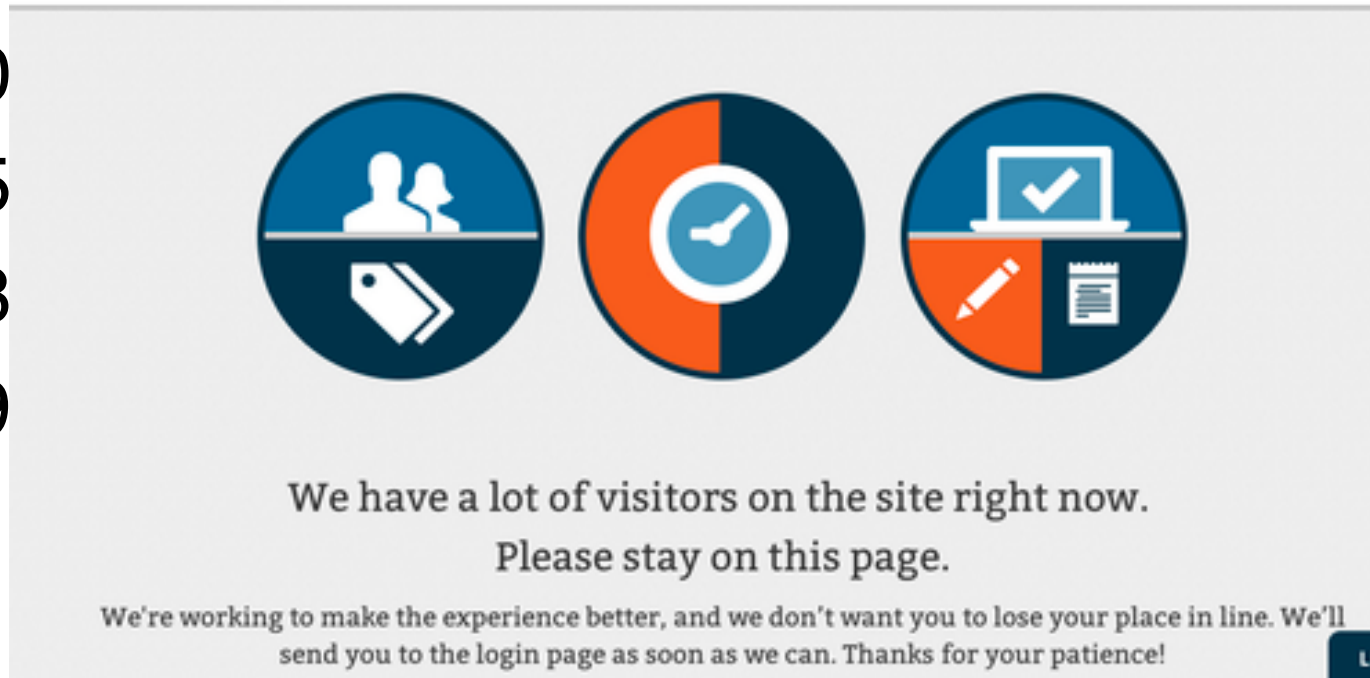 We have a lot of visitors on the site right now.
Please stay on this page.
We're working to make the experience better, and we don't want you to lose your place in line. We'll
send you to the login page as soon as we can. Thanks for your patience!